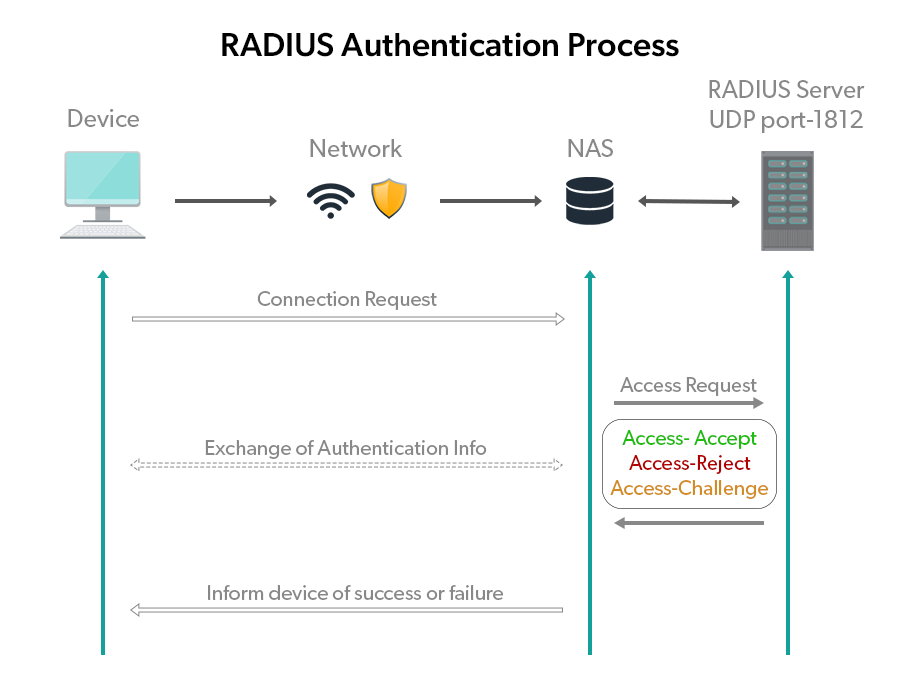 RADIUS Authentication Process
Device
Network
NAS
RADIUS Server
UDP port-1812
Connection Request
Access Request
Exchange of Authentication Info
Access- Accept
Access-Reject
Access-Challenge
Inform device of success or failure